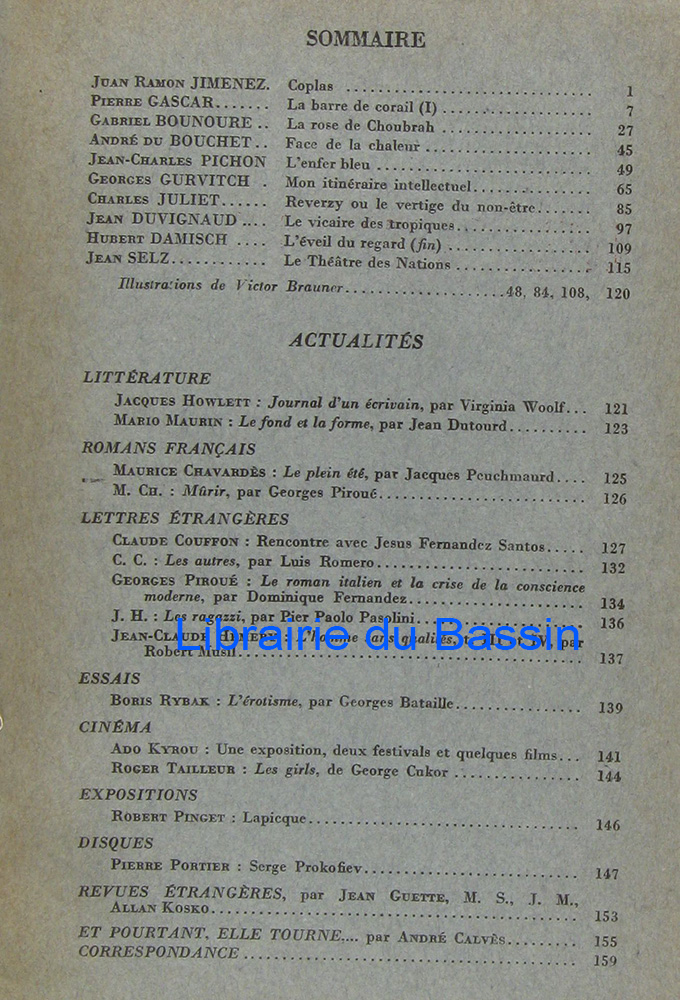 SOMMAIRE
JUAN RAMON JIMENEZ. Coplas ................................ 1
PIERRE GASCAR....... La barre de corail (I) .................... 7
GABRIEL BOUNOURE .. La rose de Choubrah .................... 27
ANDRÉ DU BOUCHET.. Face de la chaleur ...................... 45
JEAN-CHARLES PICHON L'enfer bleu ............................ 49
GEORGES GURVITCH . Mon itinéraire intellectuel................ 65
CHARLES JULIET...... Reverzy ou le vertige du non-être....... 85
JEAN DUVIGNAUD .... Le vicaire des tropiques.................. 97
HUBERT DAMISCH .... L'éveil du regard (fin) ................... 109
JEAN SELZ............ Le Théâtre des Nations .................. 115
Illustrations de Victor Brauner.....................48, 84, 108, 120
ACTUALITÉS
LITTÉRATURE
JACQUES HOWLETT : Journal d'un écrivain, par Virginia Woolf... 121
MARIO MAURIN : Le fond et la forme, par Jean Dutourd.......... 123
ROMANS FRANÇAIS
MAURICE CHAVARDÈS : Le plein été, par Jacques Peuchmaurd.... 125
M. CH. : Mûrir, par Georges Piroué........................... 126
LETTRES ÉTRANGÈRES
CLAUDE COUFFON : Rencontre avec Jesus Fernandez Santos..... 127
C. C. : Les autres, par Luis Romero........................... 132
GEORGES PIROUÉ : Le roman italien et la crise de la conscience
moderne, par Dominique Fernandez........................ 134
J. H. : Les ragazzi, par Pier Paolo Pasolini...................... 136
JEAN-CLAUDE HÉMERY : L'homme sans qualités, t. III et IV, par
Robert Musil............................................. 137
Librairie du Bassin
ESSAIS
BORIS RYBAK : L'érotisme, par Georges Bataille................ 139
CINÉMA
ADO KYROU : Une exposition, deux festivals et quelques films... 141
ROGER TAILLEUR : Les girls, de George Cukor ................ 144
EXPOSITIONS
ROBERT PINGET : Lapicque.................................. 146
DISQUES
PIERRE PORTIER : Serge Prokofiev............................ 147
REVUES ÉTRANGÈRES, par JEAN GUETTE, M. S., J. M.,
ALLAN KOSKO............................................. 153
ET POURTANT, ELLE TOURNE.... par ANDRÉ CALVÈS......... 155
CORRESPONDANCE ........................................ 159